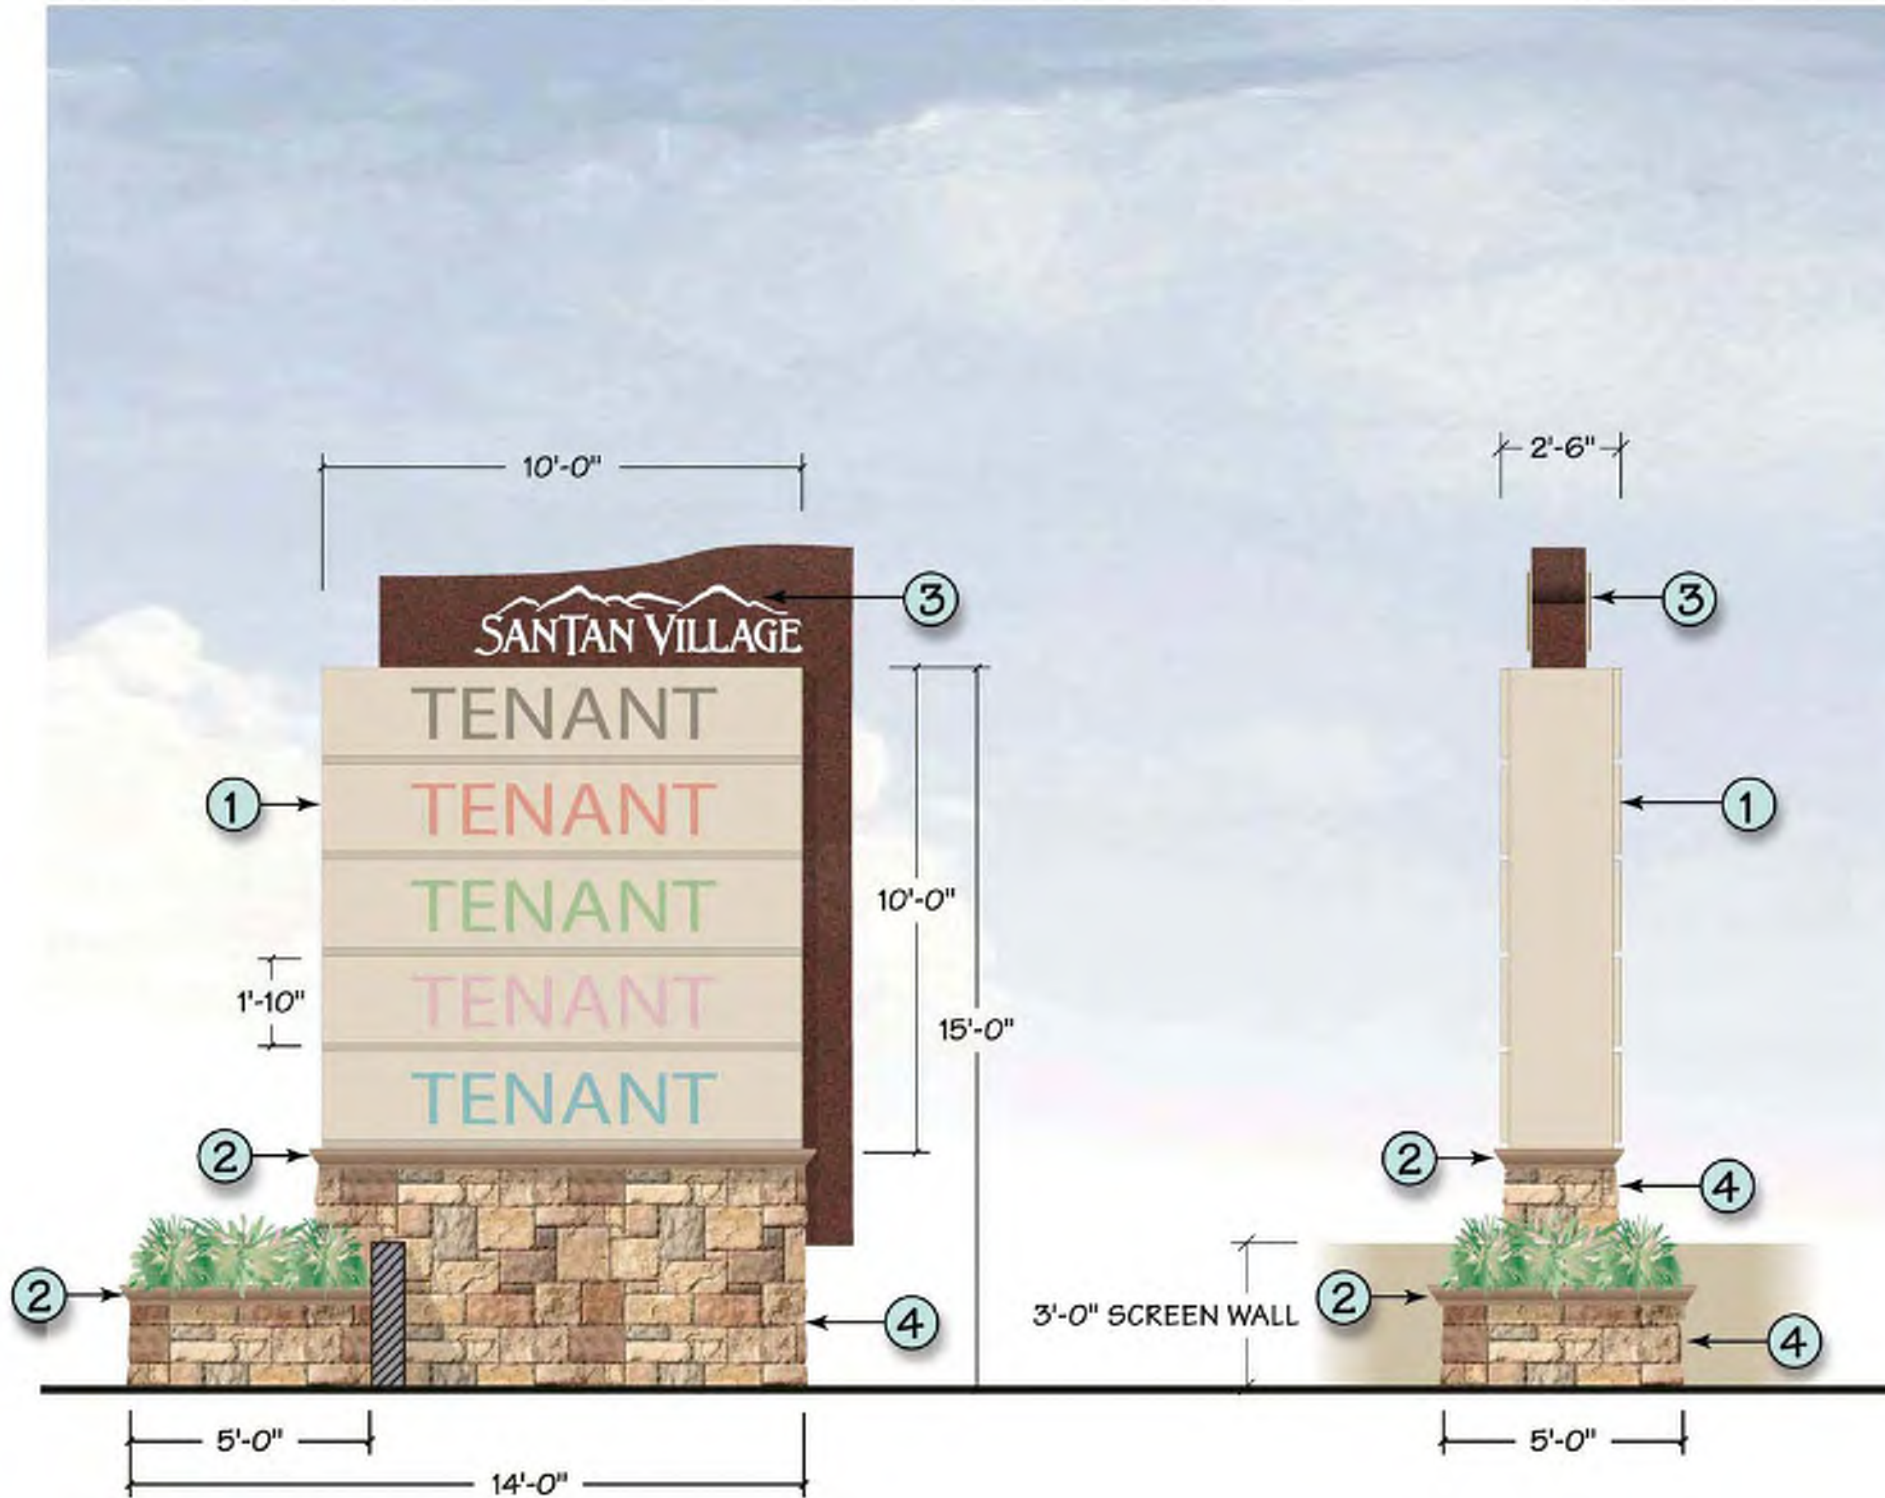 10'-0"
2'-6"
3
3
SANTAN VILLAGE
TENANT
1
TENANT
1
TENANT
10'-0"
1'-10"
TENANT
15'-0"
TENANT
2
2
4
2
3'-0" SCREEN WALL
2
4
4
5'-0"
5'-0"
14'-0"